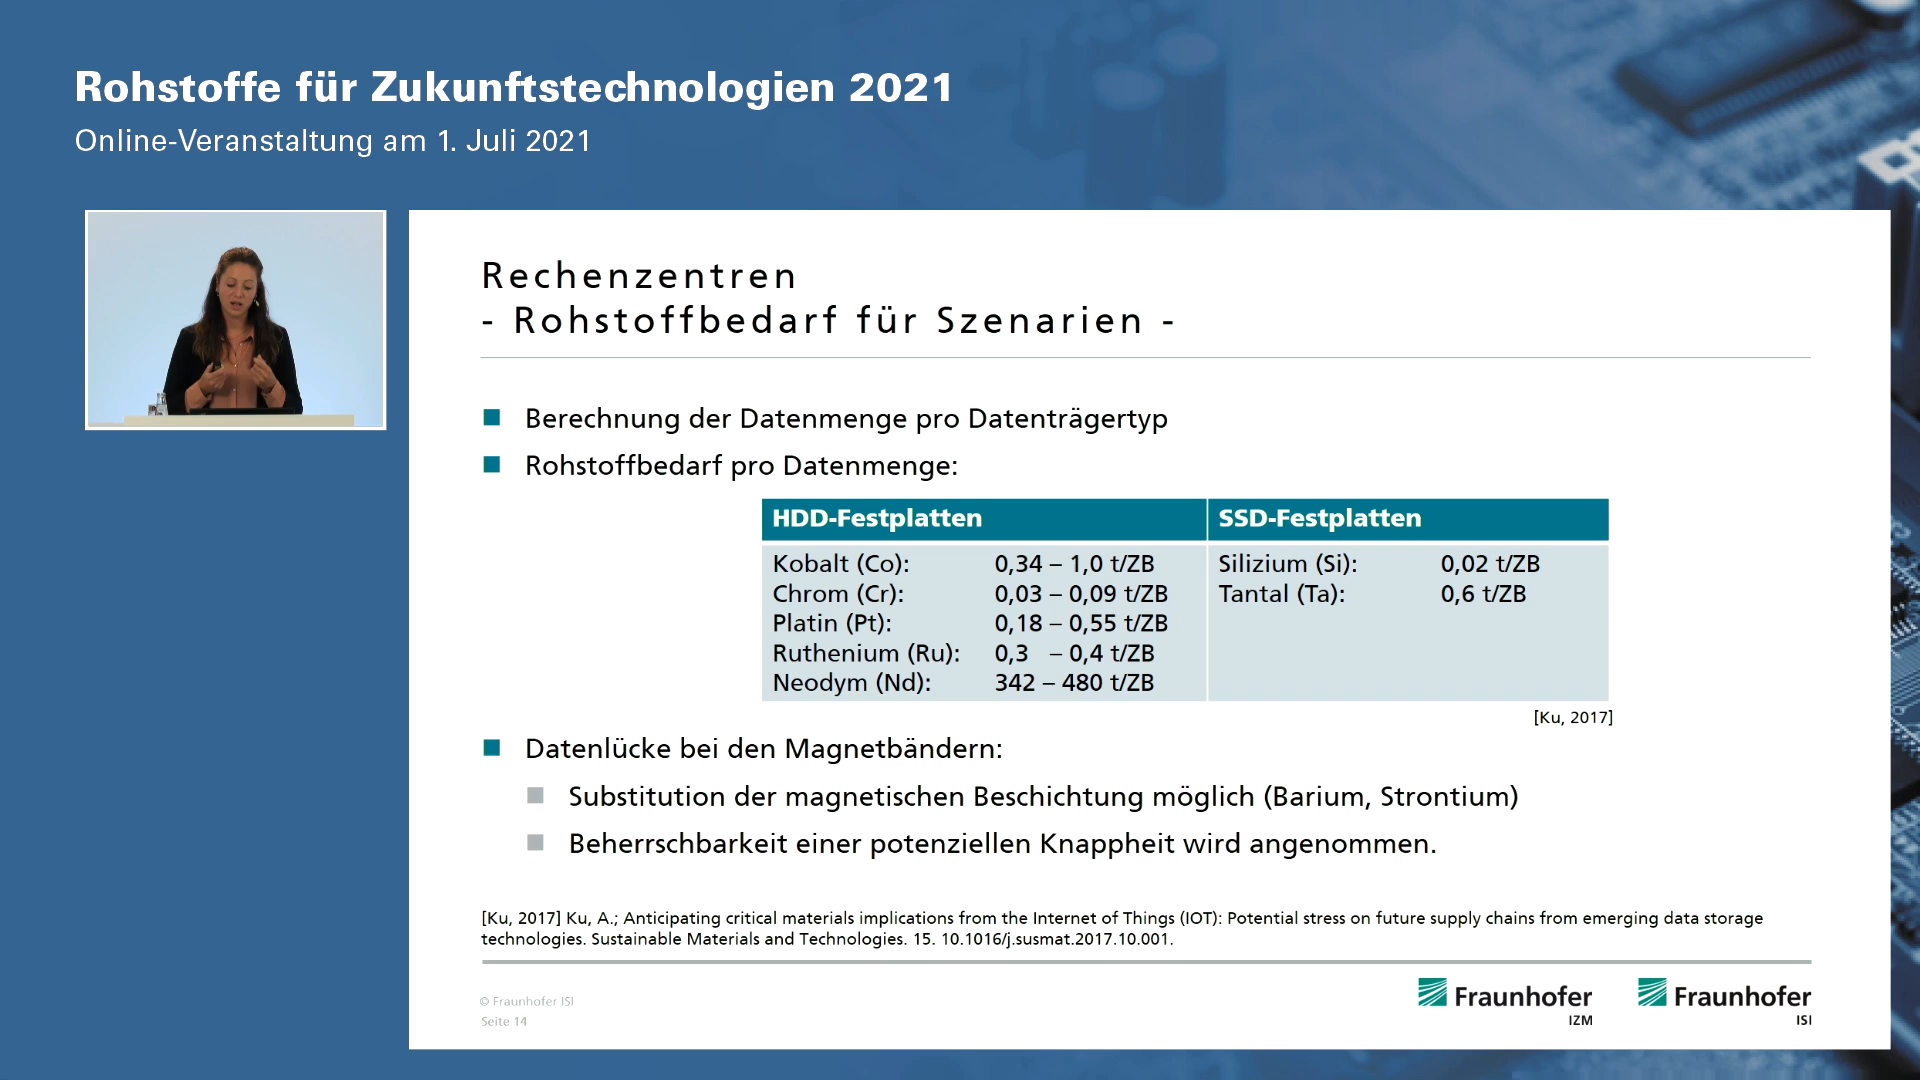 Rohstoffe für Zukunftstechnologien 2021
Online-Veranstaltung am 1. Juli 2021
Rechenzentren
- Rohstoffbedarf für Szenarien -
Berechnung der Datenmenge pro Datenträgertyp
Rohstoffbedarf pro Datenmenge:
HDD-Festplatten SSD-Festplatten
Kobalt (Co): 0,34 – 1,0 t/ZB Silizium (Si): 0,02 t/ZB
Chrom (Cr): 0,03 – 0,09 t/ZB Tantal (Ta): 0,6 t/ZB
Platin (Pt): 0,18 – 0,55 t/ZB
Ruthenium (Ru): 0,3 – 0,4 t/ZB
Neodym (Nd): 342 – 480 t/ZB
[Ku, 2017]
Datenlücke bei den Magnetbändern:
Substitution der magnetischen Beschichtung möglich (Barium, Strontium)
Beherrschbarkeit einer potenziellen Knappheit wird angenommen.
[Ku, 2017] Ku, A.; Anticipating critical materials implications from the Internet of Things (IOT): Potential stress on future supply chains from emerging data storage
technologies. Sustainable Materials and Technologies. 15. 10.1016/j.susmat.2017.10.001.
© Fraunhofer ISI
Seite 14
Fraunhofer
IZM
Fraunhofer
ISI